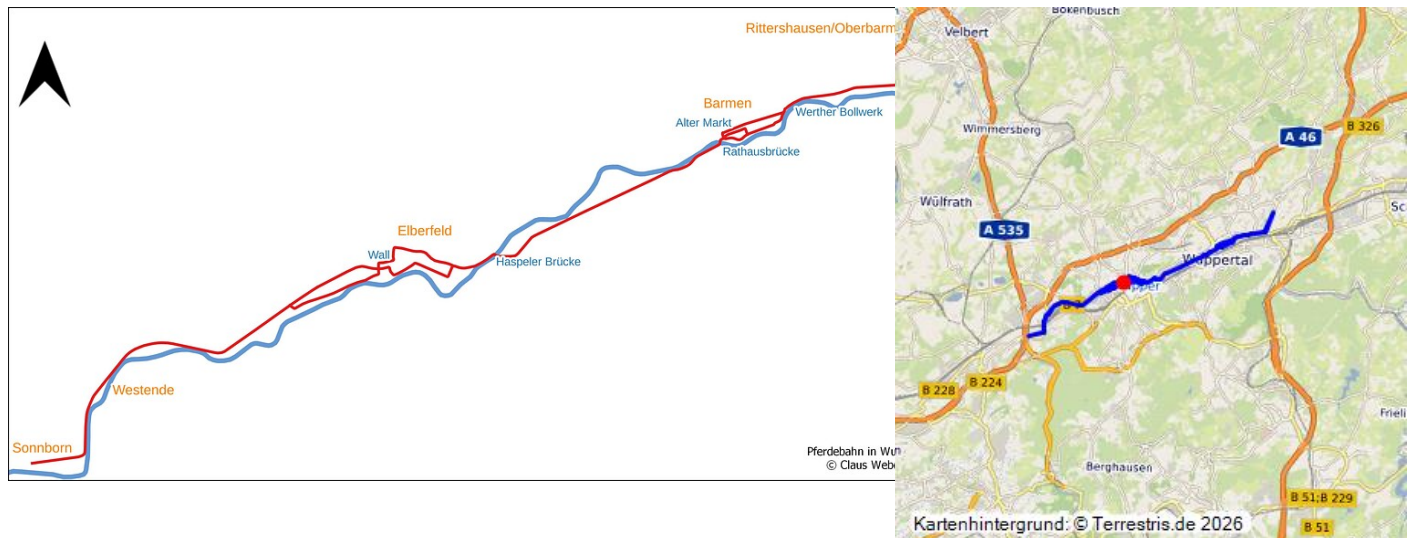 Rittershausen/Oberbarm
Barmen
Alter Markt
Werther Bollwerk
Rathausbrücke
Elberfeld
Wall
Haspeler Brücke
Westende
Sonnborn
Pferdebahn in Wu
© Claus Webe
Bökenbusch
Velbert
B 326
Wimmersberg
A 46
Wülfrath
A 535
Wuppertal
B 228
B 224
Berghausen
B 51;B 229
B 51
Kartenhintergrund: © Terrestris.de 2026